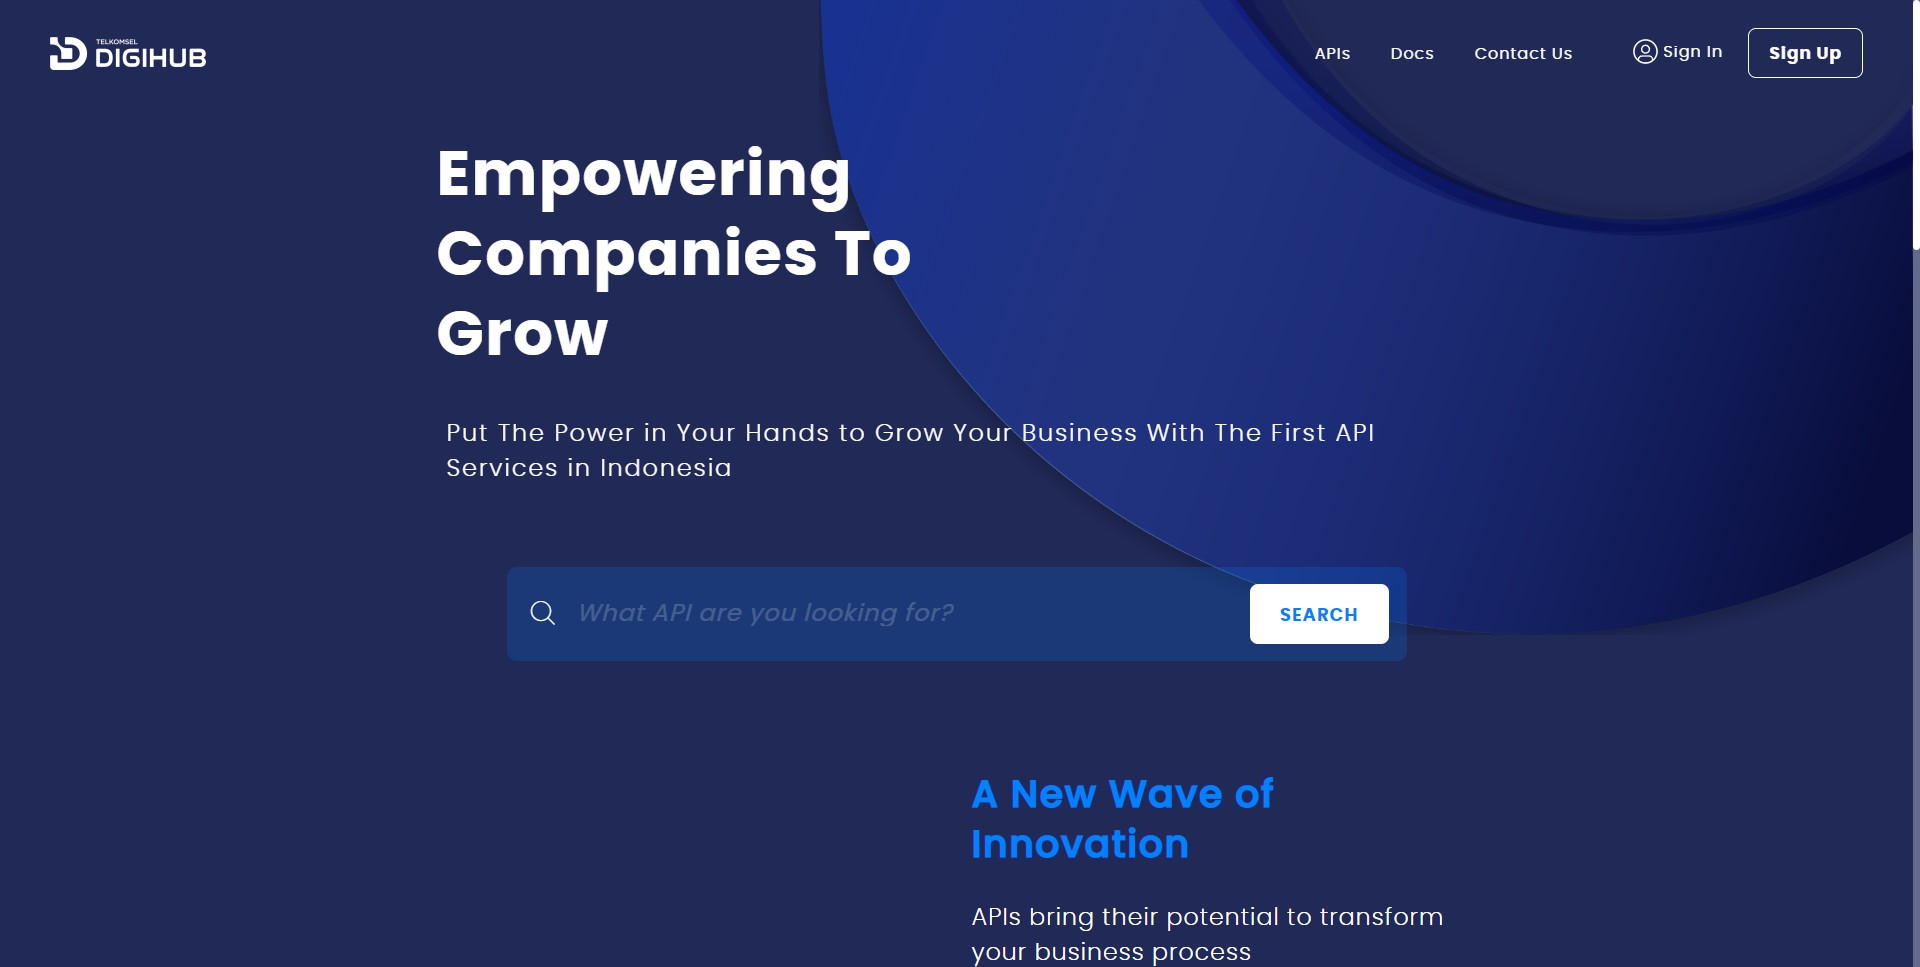 TELKOMSEL
DIGIHUB
APIs
Docs
Contact Us
Sign In
Sign Up
Empowering
Companies To
Grow
Put The Power in Your Hands to Grow Your Business With The First API
Services in Indonesia
What API are you looking for?
SEARCH
A New Wave of
Innovation
APIs bring their potential to transform
your business process